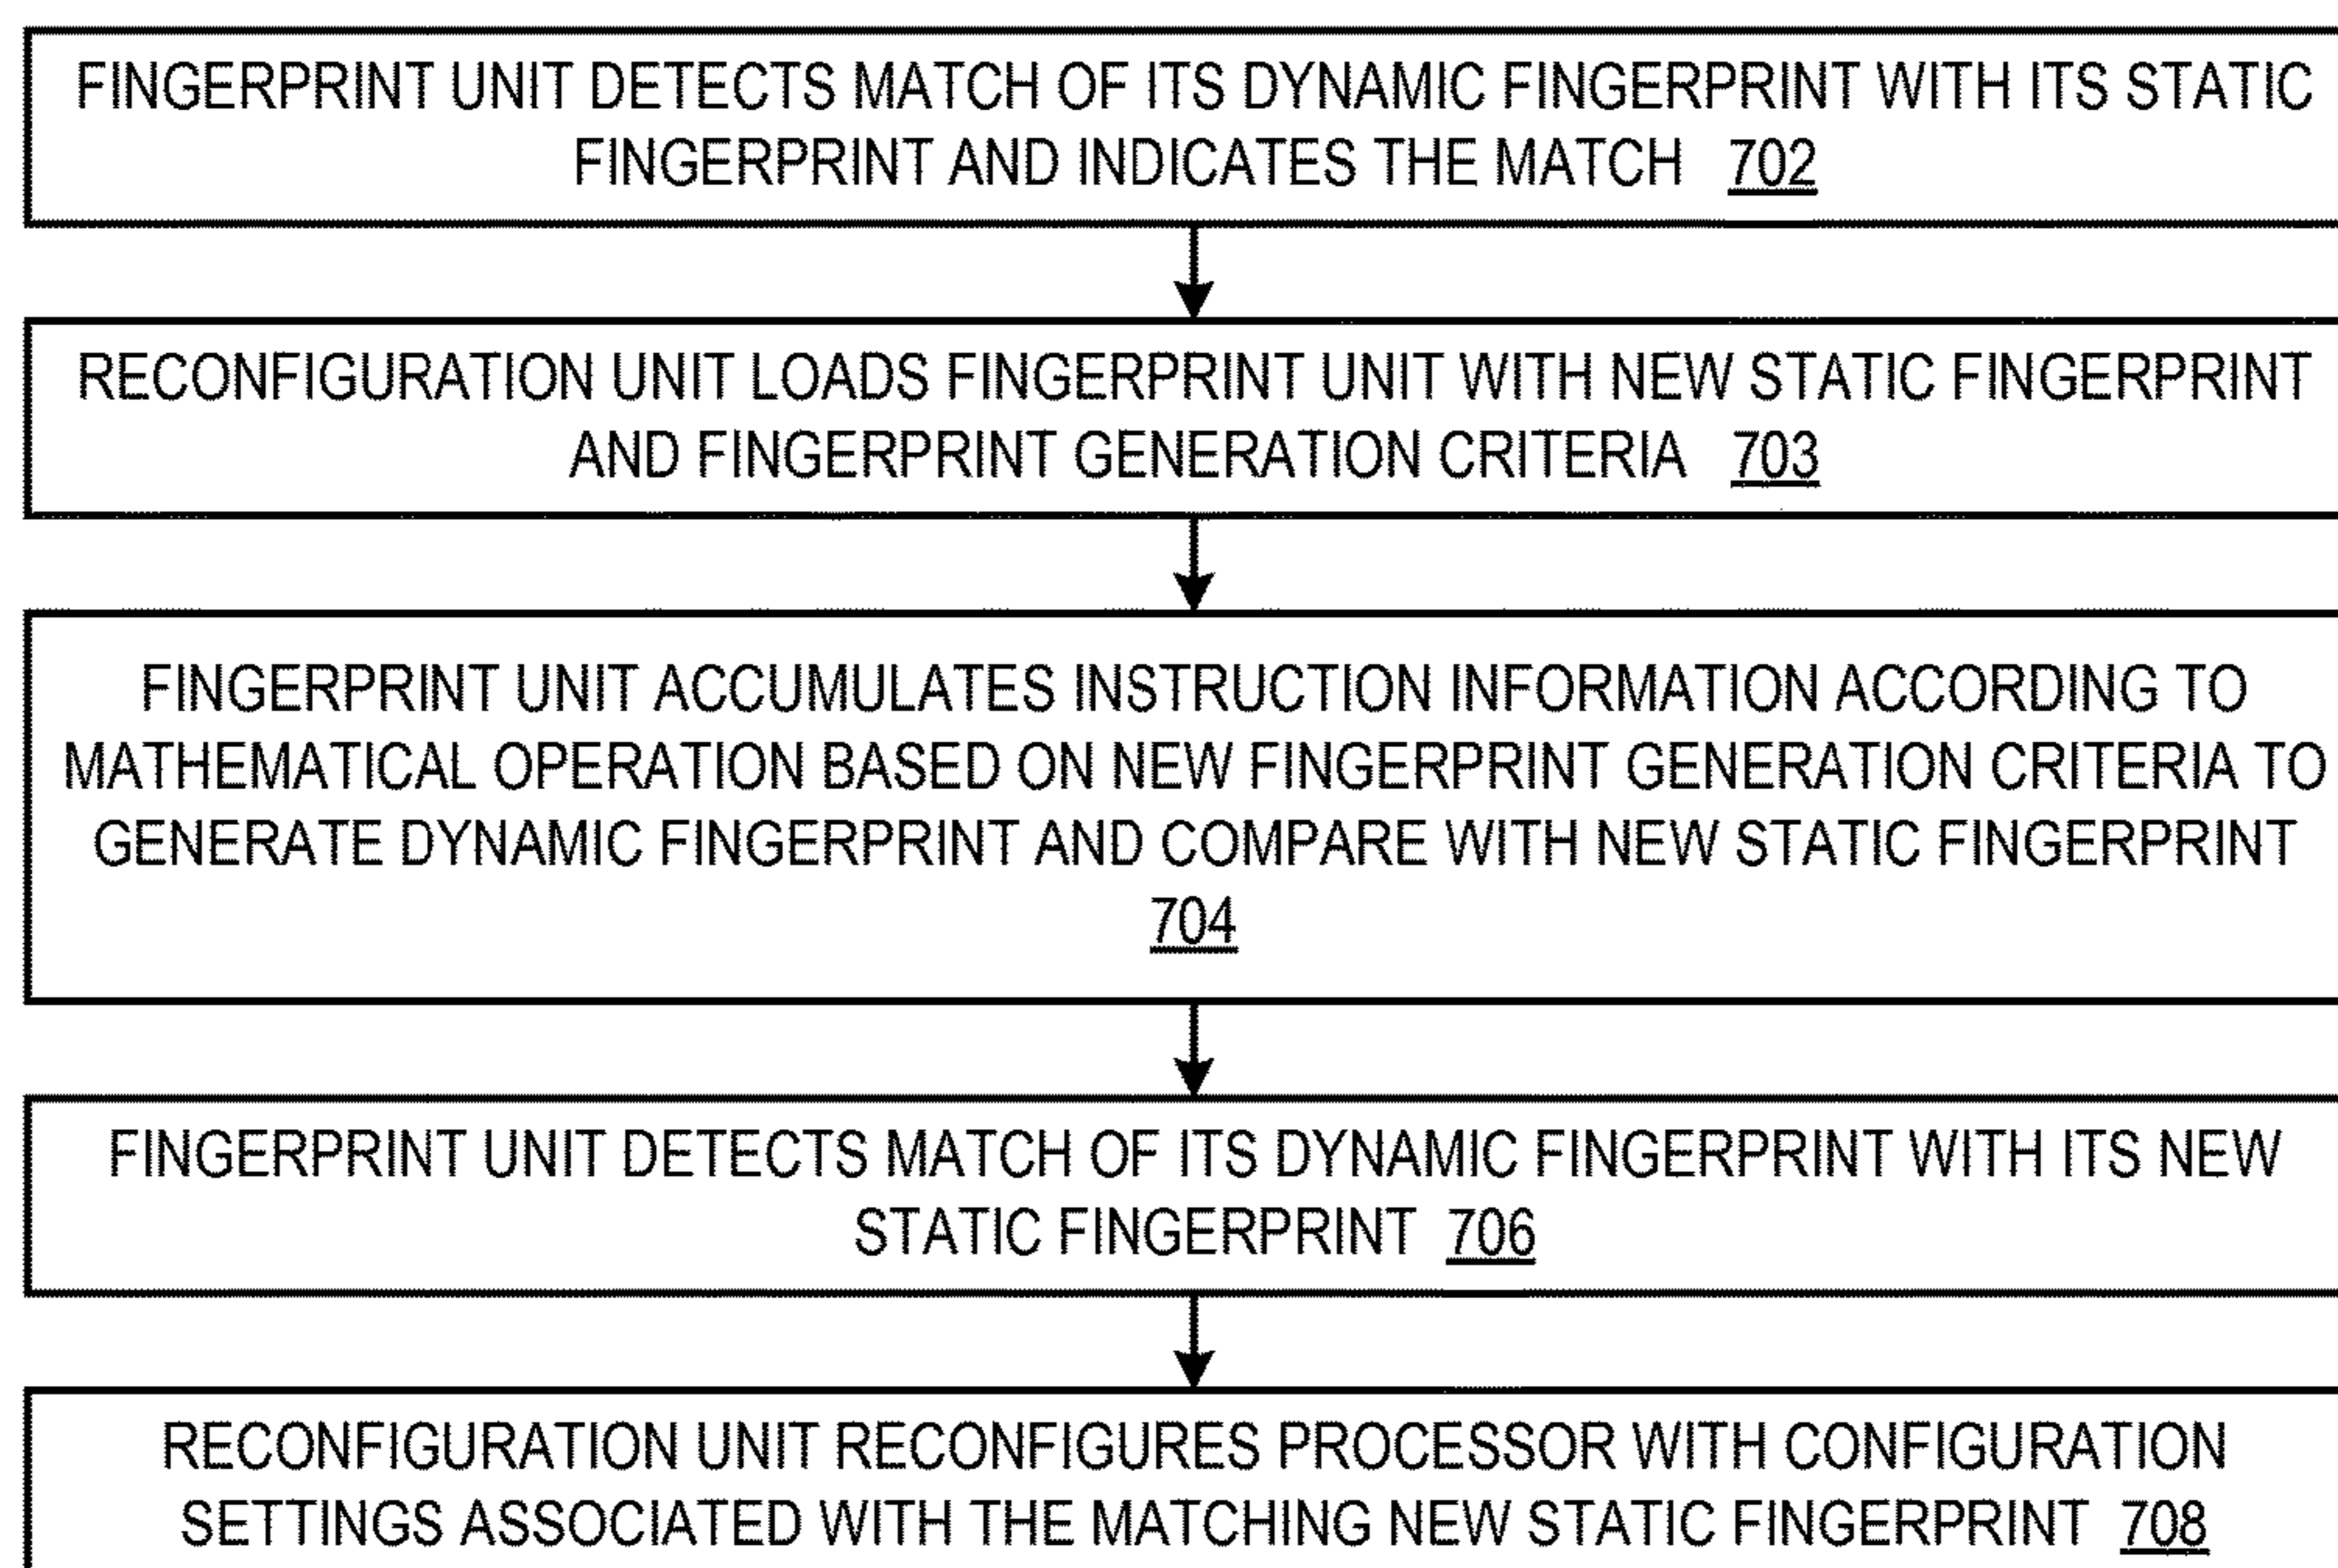 FINGERPRINT UNIT DETECTS MATCH OF ITS DYNAMIC FINGERPRINT WITH ITS STATIC
FINGERPRINT AND INDICATES THE MATCH 702
RECONFIGURATION UNIT LOADS FINGERPRINT UNIT WITH NEW STATIC FINGERPRINT
AND FINGERPRINT GENERATION CRITERIA 703
FINGERPRINT UNIT ACCUMULATES INSTRUCTION INFORMATION ACCORDING TO
MATHEMATICAL OPERATION BASED ON NEW FINGERPRINT GENERATION CRITERIA TO
GENERATE DYNAMIC FINGERPRINT AND COMPARE WITH NEW STATIC FINGERPRINT
704
FINGERPRINT UNIT DETECTS MATCH OF ITS DYNAMIC FINGERPRINT WITH ITS NEW
STATIC FINGERPRINT 706
RECONFIGURATION UNIT RECONFIGURES PROCESSOR WITH CONFIGURATION
SETTINGS ASSOCIATED WITH THE MATCHING NEW STATIC FINGERPRINT 708